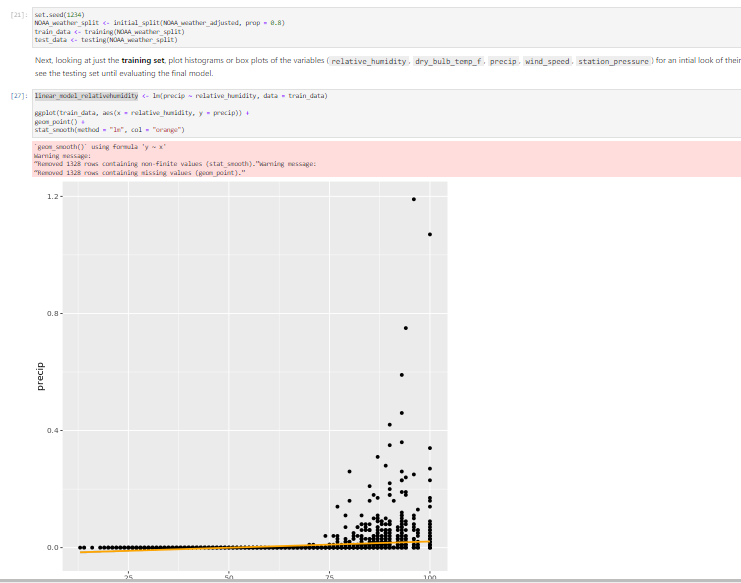 [21]: set.seed(1234)
NOAA_weather_split <- initial_split(NOAA_weather_adjusted, prop = 0.8)
train_data <- training(NOAA_weather_split)
test_data <- testing(NOAA_weather_split)
Next, looking at just the training set, plot histograms or box plots of the variables ( relative_humidity, dry_bulb_temp_f, precip, wind_speed, station_pressure ) for an intial look of their
see the testing set until evaluating the final model.
[27]: linear_model_relativehumidity <- lm(precip ~ relative_humidity, data = train_data)
ggplot(train_data, aes(x = relative_humidity, y = precip)) +
geom_point() +
stat_smooth(method = "lm", col = "orange")
`geom_smooth()` using formula 'y ~ x'
Warning message:
“Removed 1328 rows containing non-finite values (stat_smooth).”Warning message:
“Removed 1328 rows containing missing values (geom_point).”
1.2
0.8
precip
0.4
0.0
25 50 75 100